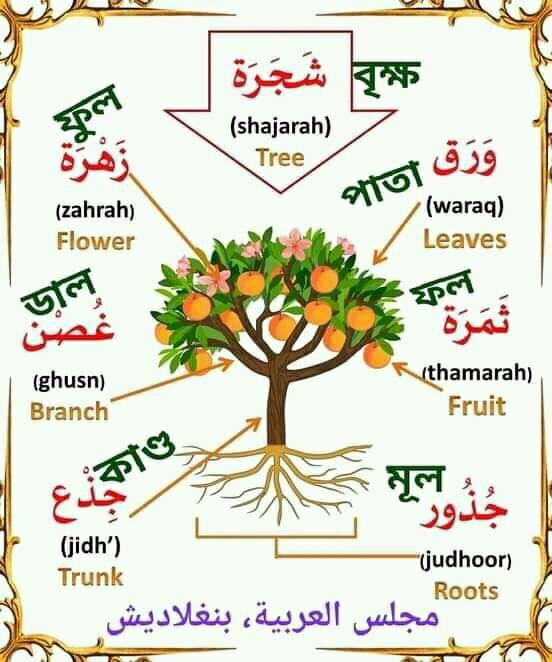 شَجَرَة
বৃক্ষ
(shajarah)
Tree
ফুল
زَهْرَة
(zahrah)
Flower
পাতা
وَرَق
(waraq)
Leaves
ডাল
غُصْن
(ghusn)
Branch
ফল
ثَمَرَة
(thamarah)
Fruit
কাণ্ড
جِذْع
(jidh’)
Trunk
মূল
جُذُور
(judhoor)
Roots
مجلس العربية، بنغلاديش